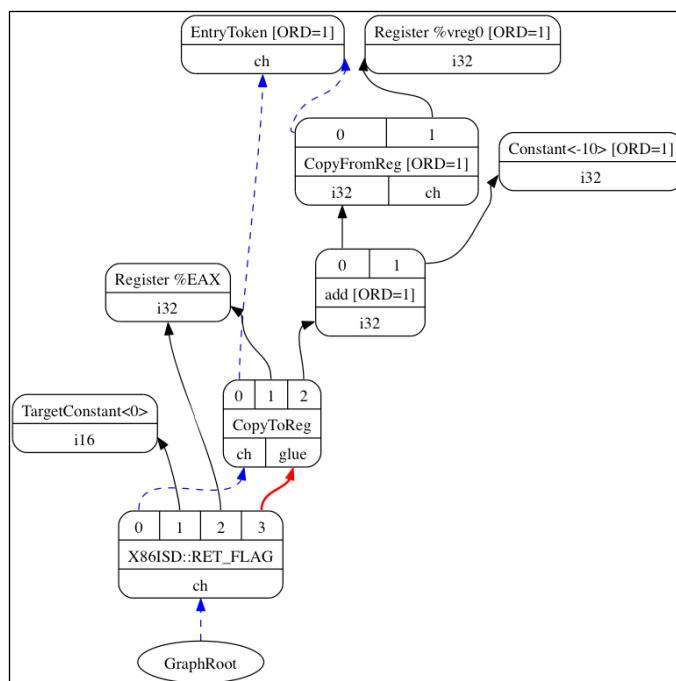 EntryToken [ORD=1]
ch
Register %vreg0 [ORD=1]
i32
0 1
CopyFromReg [ORD=1]
i32 ch
Constant<-10> [ORD=1]
i32
0 1
add [ORD=1]
i32
Register %EAX
i32
0 1 2
CopyToReg
ch glue
TargetConstant<0>
i16
0 1 2 3
X86ISD::RET_FLAG
ch
GraphRoot